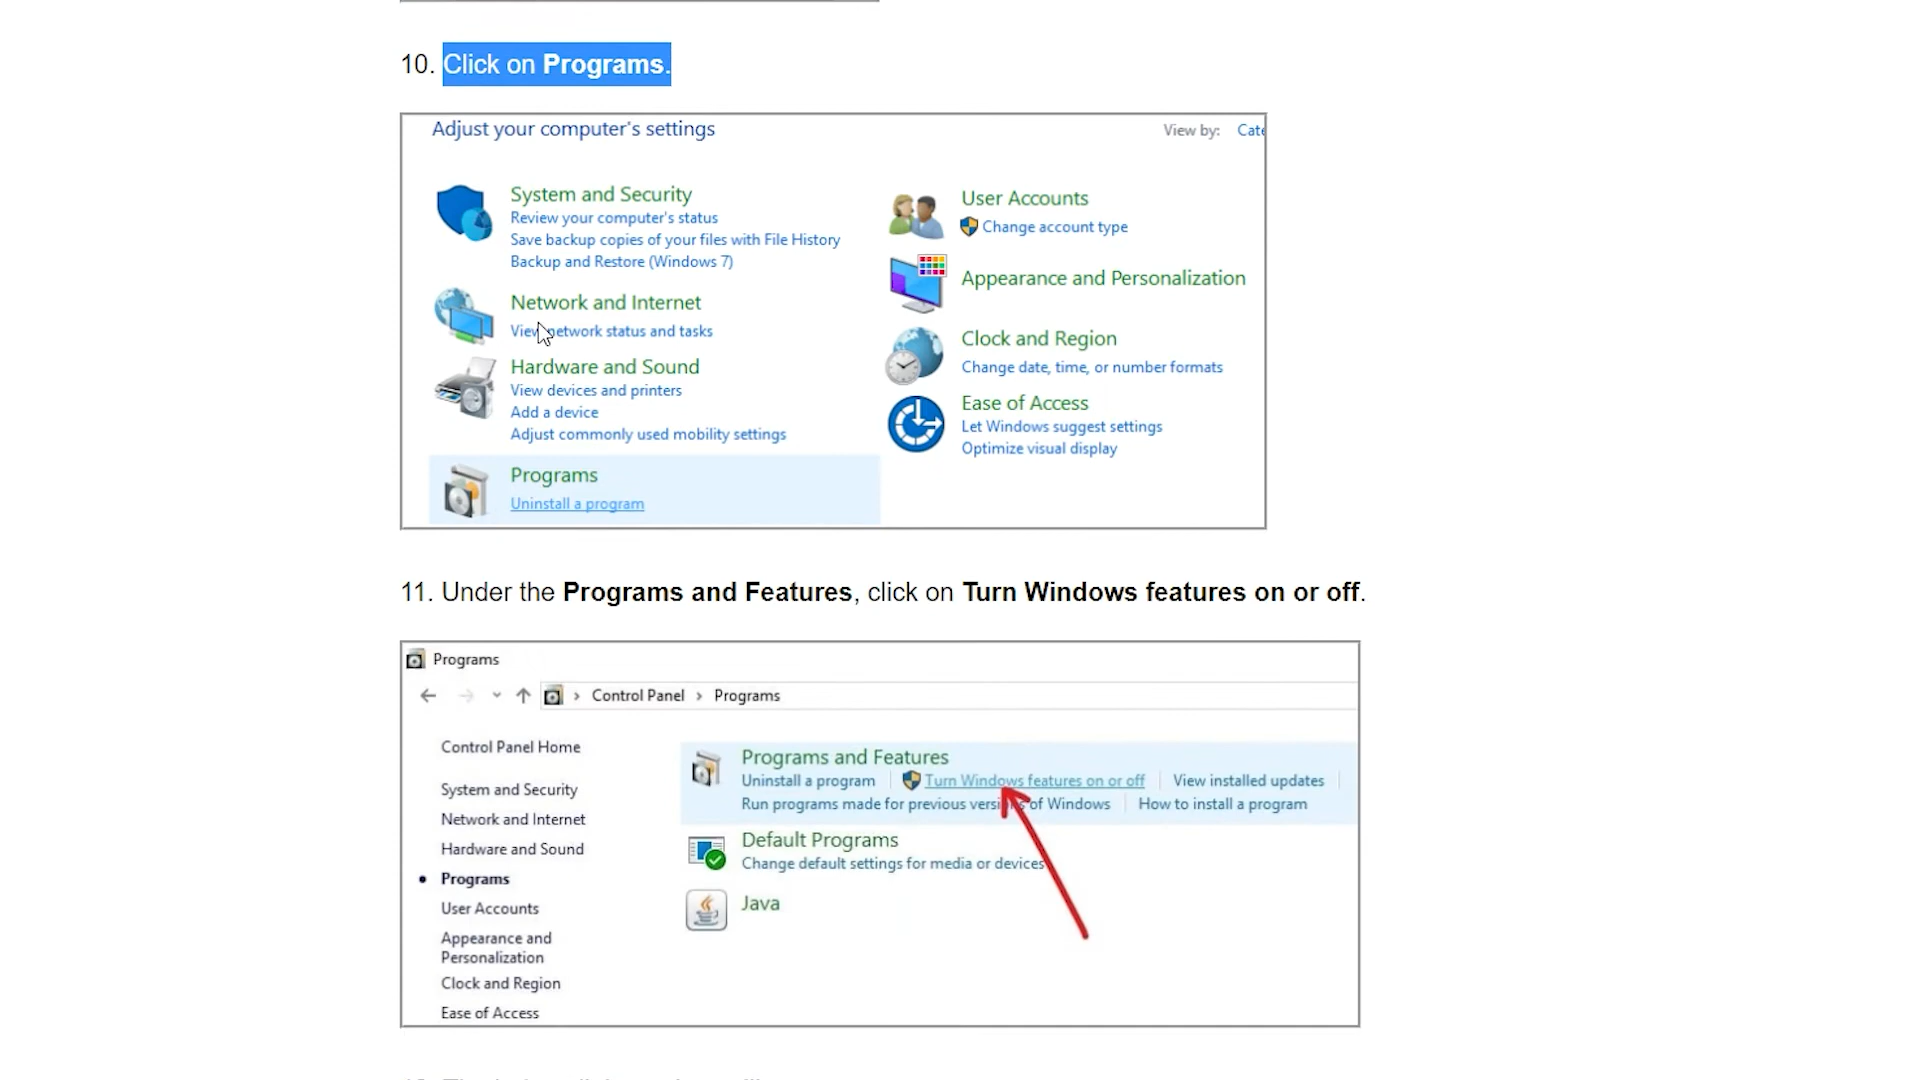 10. Click on Programs.
Adjust your computer's settings
View by: Cate
System and Security
Review your computer's status
Save backup copies of your files with File History
Backup and Restore (Windows 7)
Network and Internet
View network status and tasks
Hardware and Sound
View devices and printers
Add a device
Adjust commonly used mobility settings
Programs
Uninstall a program
User Accounts
Change account type
Appearance and Personalization
Clock and Region
Change date, time, or number formats
Ease of Access
Let Windows suggest settings
Optimize visual display
11. Under the Programs and Features, click on Turn Windows features on or off.
Programs
Control Panel > Programs
Control Panel Home
System and Security
Network and Internet
Hardware and Sound
Programs
User Accounts
Appearance and
Personalization
Clock and Region
Ease of Access
Programs and Features
Uninstall a program | Turn Windows features on or off | View installed updates
Run programs made for previous versions of Windows | How to install a program
Default Programs
Change default settings for media or devices
Java